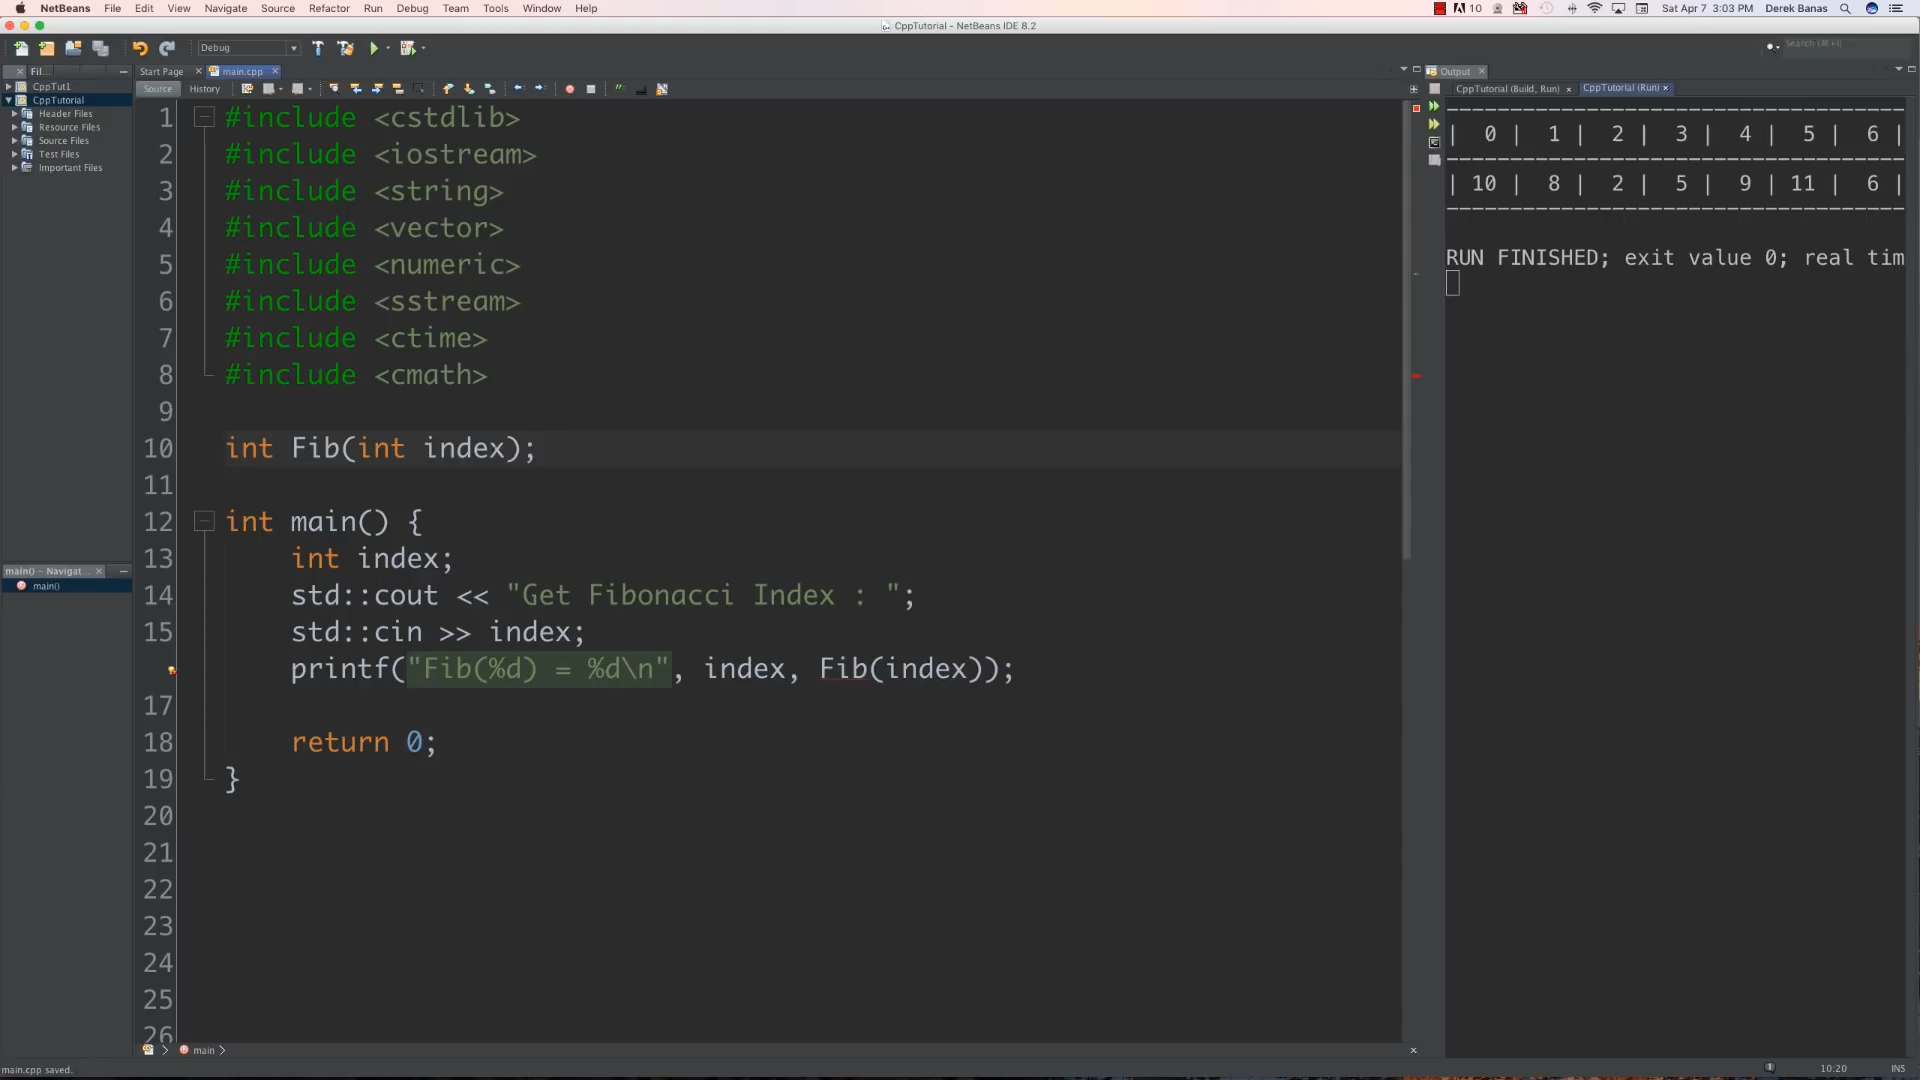 NetBeans File Edit View Navigate Source Refactor Run Debug Team Tools Window Help 10 Sat Apr 7 3:03 PM Derek Banas
CppTutorial - NetBeans IDE 8.2
Debug
Search (⌘+I)
Fil... Start Page main.cpp Output
Source History CppTutorial (Build, Run) CppTutorial (Run)
CppTut1
CppTutorial
Header Files
Resource Files
Source Files
Test Files
Important Files
main() - Navigat...
main()
1 #include <cstdlib>
2 #include <iostream>
3 #include <string>
4 #include <vector>
5 #include <numeric>
6 #include <sstream>
7 #include <ctime>
8 #include <cmath>
9
10 int Fib(int index);
11
12 int main() {
13 int index;
14 std::cout << "Get Fibonacci Index : ";
15 std::cin >> index;
printf("Fib(%d) = %d\n", index, Fib(index));
17
18 return 0;
19 }
20
21
22
23
24
25
26
main
---------------------------------------------
| 0 | 1 | 2 | 3 | 4 | 5 | 6 |
---------------------------------------------
| 10 | 8 | 2 | 5 | 9 | 11 | 6 |
---------------------------------------------
RUN FINISHED; exit value 0; real tim
main.cpp saved.
10:20 INS